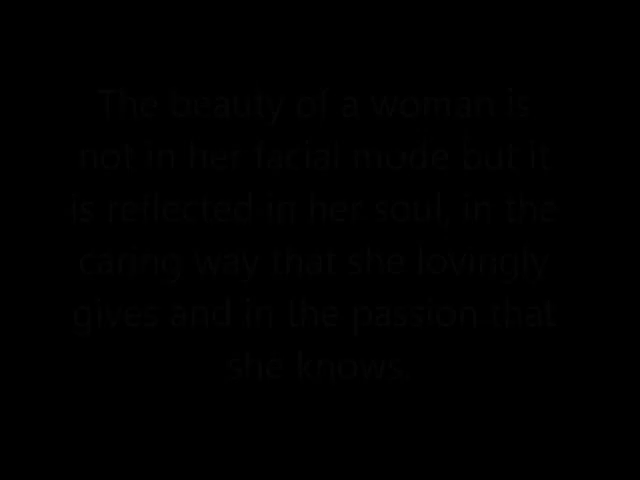 The beauty of a woman is
not in her facial mode but it
is reflected in her soul, in the
caring way that she lovingly
gives and in the passion that
she knows.